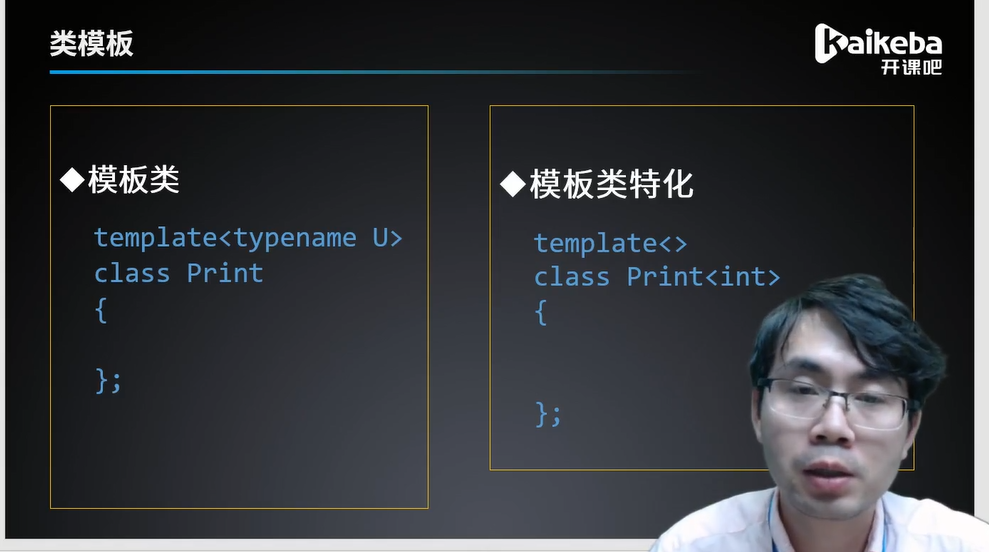 类模板
Kaikeba
开课吧
◆模板类
template<typename U>
class Print
{
};
◆模板类特化
template<>
class Print<int>
{
};